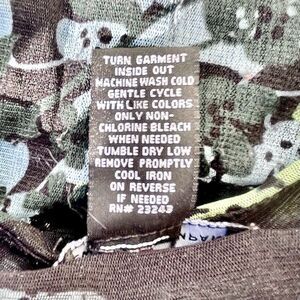 TURN GARMENT
INSIDE OUT
MACHINE WASH COLD
GENTLE CYCLE
WITH LIKE COLORS
ONLY NON-
CHLORINE BLEACH
WHEN NEEDED
TUMBLE DRY LOW
REMOVE PROMPTLY
COOL IRON
ON REVERSE
IF NEEDED
RN# 23243